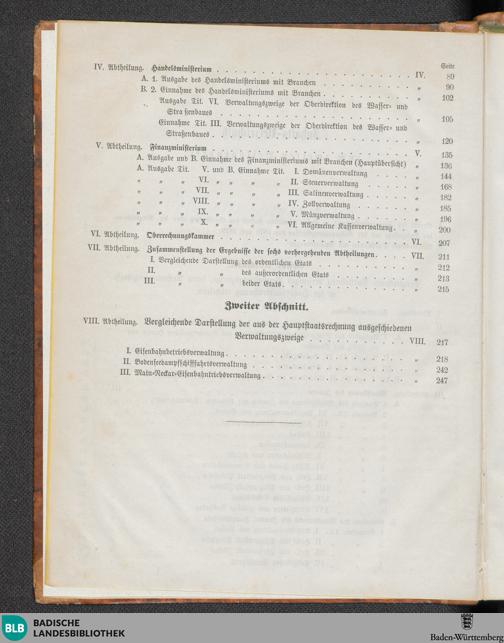 Seite
IV. Abtheilung. Handelsministerium . . . IV. 89
A. 1. Ausgabe des Handelsministeriums mit Branchen . . . „ 90
B. 2. Einnahme des Handelsministeriums mit Branchen . . . „ 102
Ausgabe Tit. VI. Verwaltungszweige der Oberdirektion des Wasser- und
Straßenbaues . . . „ 105
Einnahme Tit. III. Verwaltungszweige der Oberdirektion des Wasser- und
Straßenbaues . . . „ 120
V. Abtheilung. Finanzministerium . . . V. 135
A. Ausgabe und B. Einnahme des Finanzministeriums mit Branchen (Hauptübersicht) „ 136
A. Ausgabe Tit. V. und B. Einnahme Tit. I. Domänenverwaltung . . . „ 144
„ „ „ VI. „ „ „ „ II. Steuerverwaltung . . . „ 168
„ „ „ VII. „ „ „ „ III. Salinenverwaltung . . . „ 182
„ „ „ VIII. „ „ „ „ IV. Zollverwaltung . . . „ 185
„ „ „ IX. „ „ „ „ V. Münzverwaltung . . . „ 196
„ „ „ X. „ „ „ „ VI. Allgemeine Kassenverwaltung. . „ 200
VI. Abtheilung. Oberrechnungskammer . . . VI. 207
VII. Abtheilung. Zusammenstellung der Ergebnisse der sechs vorhergehenden Abtheilungen. . . VII. 211
I. Vergleichende Darstellung des ordentlichen Etats . . . „ 212
II. „ „ des außerordentlichen Etats . . . „ 213
III. „ „ beider Etats. . . „ 215
Zweiter Abschnitt.
VIII. Abtheilung. Vergleichende Darstellung der aus der Hauptstaatsrechnung ausgeschiedenen
Verwaltungszweige . . . VIII. 217
I. Eisenbahnbetriebsverwaltung . . . „ 218
II. Bodenseedampfschifffahrtsverwaltung . . . „ 242
III. Main-Neckar-Eisenbahnbetriebsverwaltung . . . „ 247
BLB
BADISCHE
LANDESBIBLIOTHEK
Baden-Württemberg